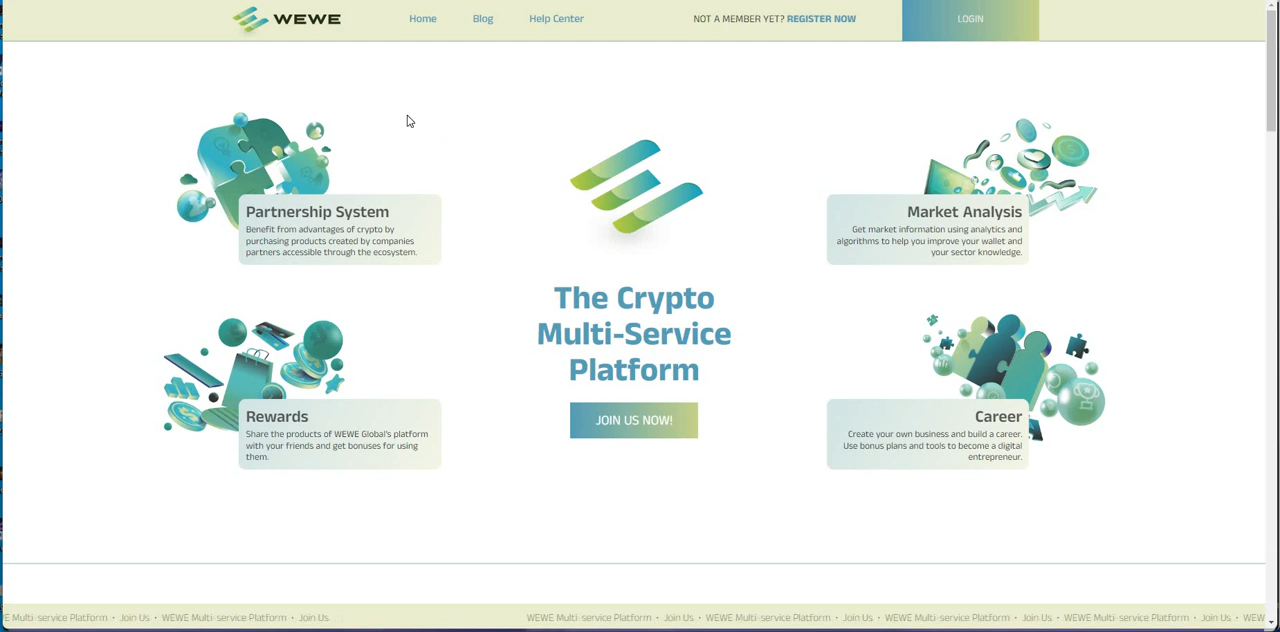 WEWE
Home
Blog
Help Center
NOT A MEMBER YET? REGISTER NOW
LOGIN
Partnership System
Benefit from advantages of crypto by
purchasing products created by companies
partners accessible through the ecosystem.
Market Analysis
Get market information using analytics and
algorithms to help you improve your wallet and
your sector knowledge.
The Crypto
Multi-Service
Platform
JOIN US NOW!
Rewards
Share the products of WEWE Global's platform
with your friends and get bonuses for using
them.
Career
Create your own business and build a career.
Use bonus plans and tools to become a digital
entrepreneur.
E Multi-service Platform • Join Us • WEWE Multi-service Platform • Join Us WEWE Multi-service Platform • Join Us • WEWE Multi-service Platform • Join Us • WEWE Multi-service Platform • Join Us • WEWE Multi-service Platform • Join Us • WEW